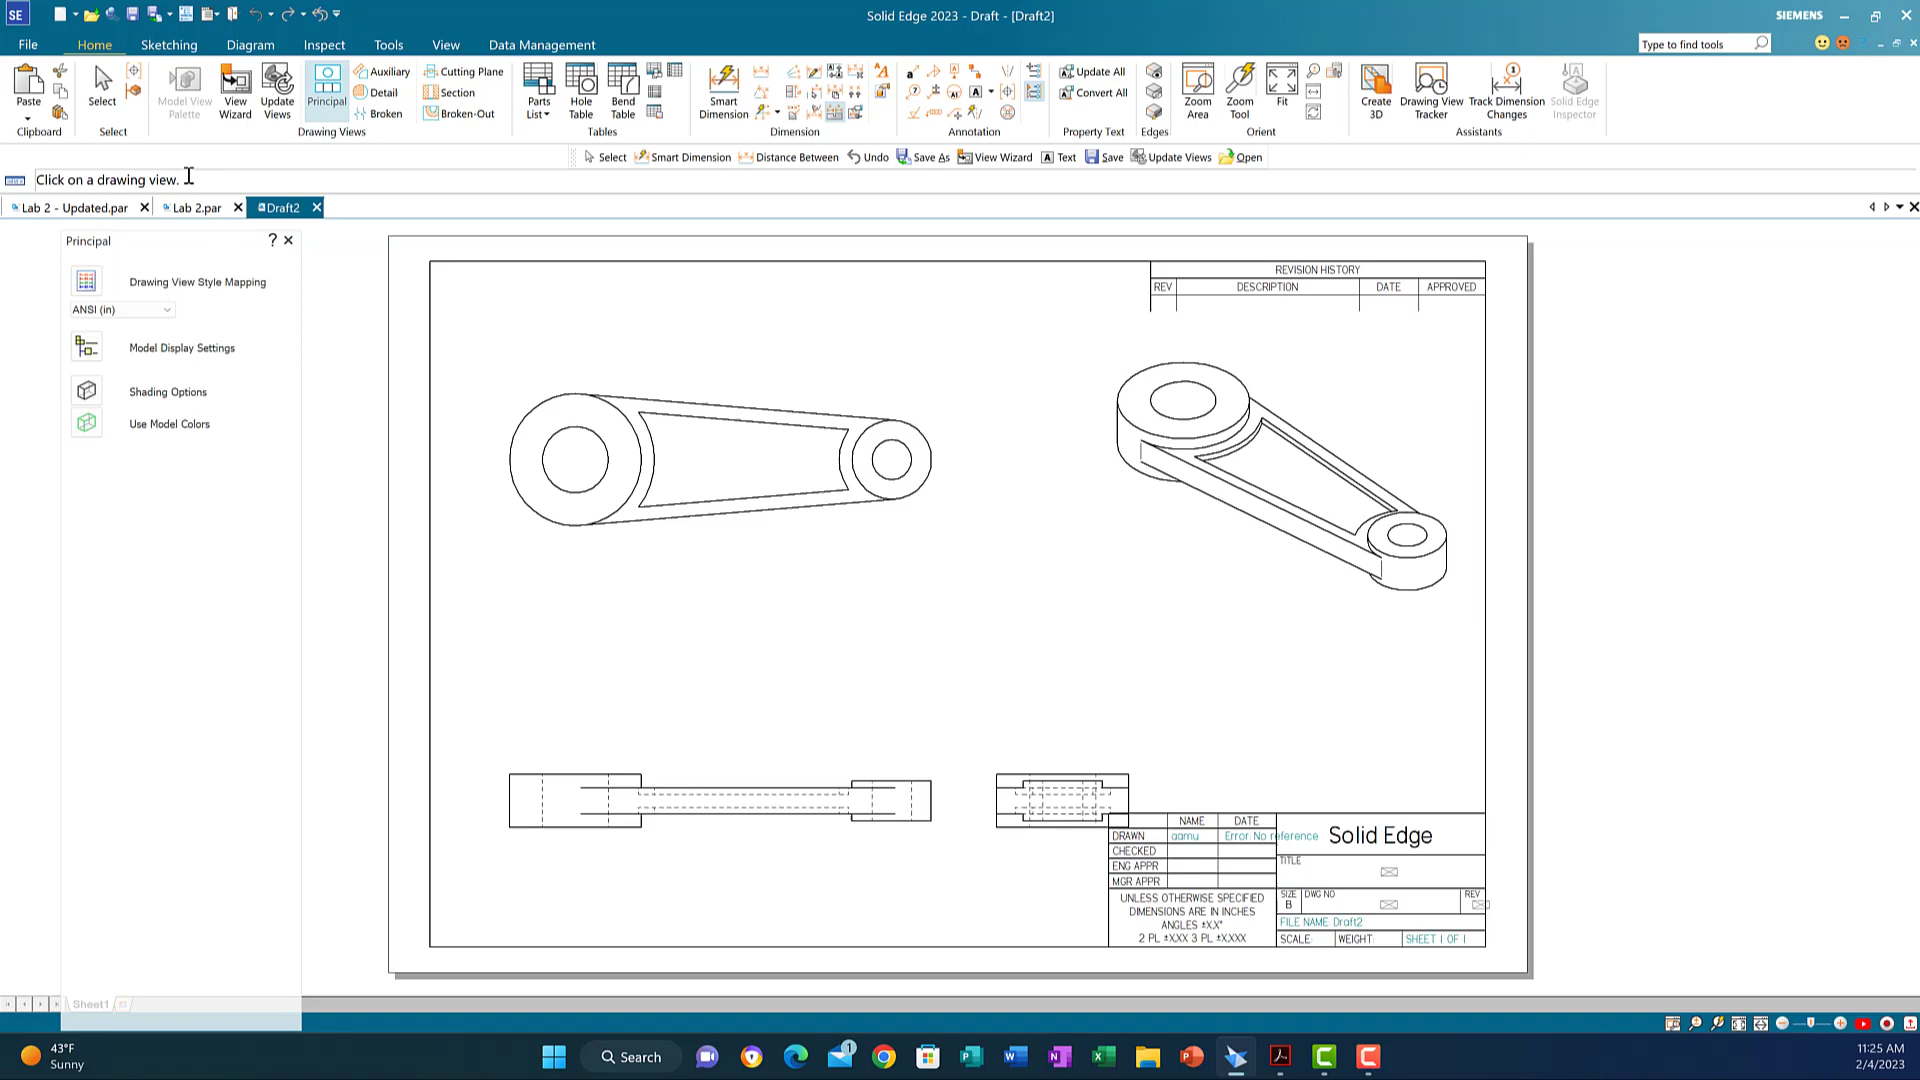 SE
Solid Edge 2023 - Draft - [Draft2]
SIEMENS
File Home Sketching Diagram Inspect Tools View Data Management
Type to find tools
Paste
Clipboard
Select
Select
Model View Palette
View Wizard
Update Views
Principal
Auxiliary
Detail
Broken
Cutting Plane
Section
Broken-Out
Drawing Views
Parts List
Hole Table
Bend Table
Tables
Smart Dimension
Dimension
Annotation
Update All
Convert All
Property Text
Edges
Zoom Area
Zoom Tool
Fit
Orient
Create 3D
Drawing View Tracker
Track Dimension Changes
Solid Edge Inspector
Assistants
Select Smart Dimension Distance Between Undo Save As View Wizard Text Save Update Views Open
Click on a drawing view.
Lab 2 - Updated.par Lab 2.par Draft2
Principal ?
Drawing View Style Mapping
ANSI (in)
Model Display Settings
Shading Options
Use Model Colors
REVISION HISTORY
REV DESCRIPTION DATE APPROVED
NAME DATE
DRAWN aamu Error: No reference
CHECKED
ENG APPR
MGR APPR
Solid Edge
TITLE
UNLESS OTHERWISE SPECIFIED
DIMENSIONS ARE IN INCHES
ANGLES ±X.X°
2 PL ±X.XX 3 PL ±X.XXX
SIZE DWG NO REV
B
FILE NAME Draft2
SCALE: WEIGHT: SHEET 1 OF 1
Sheet1
43°F
Sunny
Search
1
11:25 AM
2/4/2023